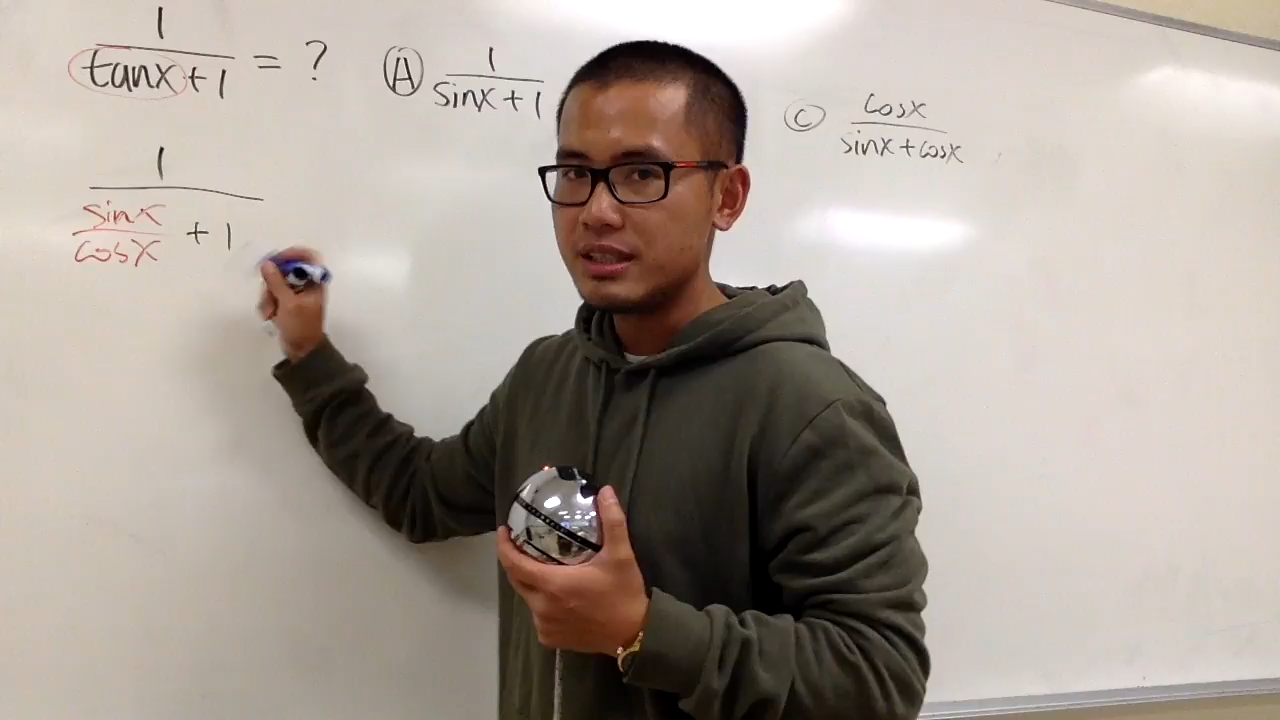 1/(tanx+1) = ?
Ⓐ 1/(sinx+1)
Ⓒ cosx/(sinx+cosx)
1/(sinx/cosx + 1)